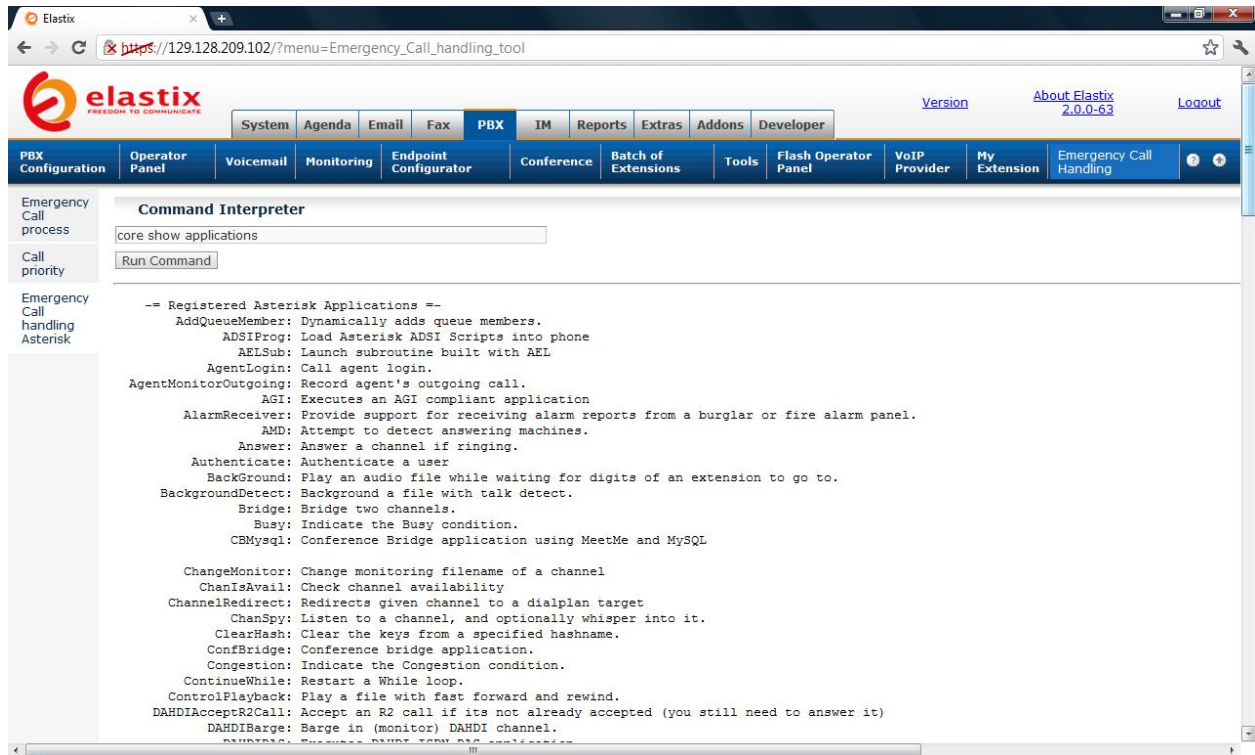 Elastix
https://129.128.209.102/?menu=Emergency_Call_handling_tool
elastix
FREEDOM TO COMMUNICATE
Version
About Elastix 2.0.0-63
Logout
System Agenda Email Fax PBX IM Reports Extras Addons Developer
PBX Configuration Operator Panel Voicemail Monitoring Endpoint Configurator Conference Batch of Extensions Tools Flash Operator Panel VoIP Provider My Extension Emergency Call Handling
Emergency Call process
Call priority
Emergency Call handling Asterisk
Command Interpreter
core show applications
Run Command
-= Registered Asterisk Applications =-
AddQueueMember: Dynamically adds queue members.
ADSIProg: Load Asterisk ADSI Scripts into phone
AELSub: Launch subroutine built with AEL
AgentLogin: Call agent login.
AgentMonitorOutgoing: Record agent's outgoing call.
AGI: Executes an AGI compliant application
AlarmReceiver: Provide support for receiving alarm reports from a burglar or fire alarm panel.
AMD: Attempt to detect answering machines.
Answer: Answer a channel if ringing.
Authenticate: Authenticate a user
BackGround: Play an audio file while waiting for digits of an extension to go to.
BackgroundDetect: Background a file with talk detect.
Bridge: Bridge two channels.
Busy: Indicate the Busy condition.
CBMysql: Conference Bridge application using MeetMe and MySQL
ChangeMonitor: Change monitoring filename of a channel
ChanIsAvail: Check channel availability
ChannelRedirect: Redirects given channel to a dialplan target
ChanSpy: Listen to a channel, and optionally whisper into it.
ClearHash: Clear the keys from a specified hashname.
ConfBridge: Conference bridge application.
Congestion: Indicate the Congestion condition.
ContinueWhile: Restart a While loop.
ControlPlayback: Play a file with fast forward and rewind.
DAHDIAcceptR2Call: Accept an R2 call if its not already accepted (you still need to answer it)
DAHDIBarge: Barge in (monitor) DAHDI channel.